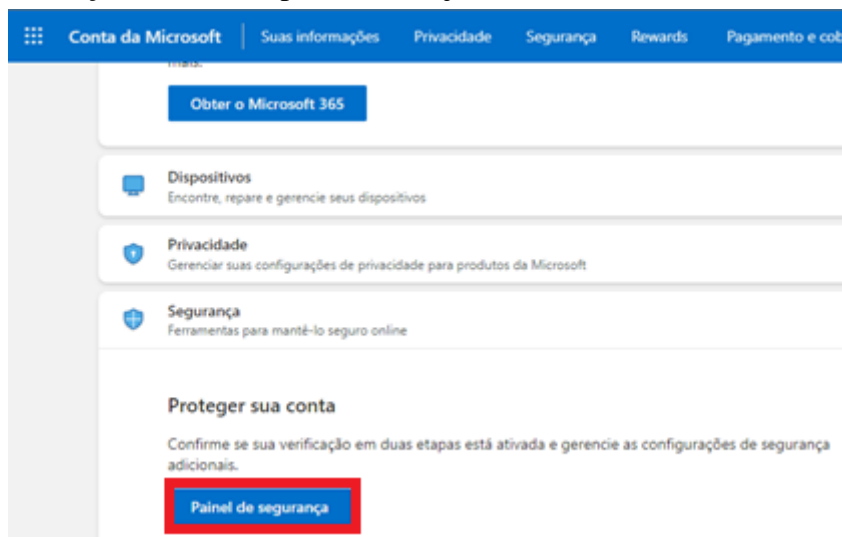 Conta da Microsoft Suas informações Privacidade Segurança Rewards Pagamento e cob
mais.
Obter o Microsoft 365
Dispositivos
Encontre, repare e gerencie seus dispositivos
Privacidade
Gerenciar suas configurações de privacidade para produtos da Microsoft
Segurança
Ferramentas para mantê-lo seguro online
Proteger sua conta
Confirme se sua verificação em duas etapas está ativada e gerencie as configurações de segurança
adicionais.
Painel de segurança